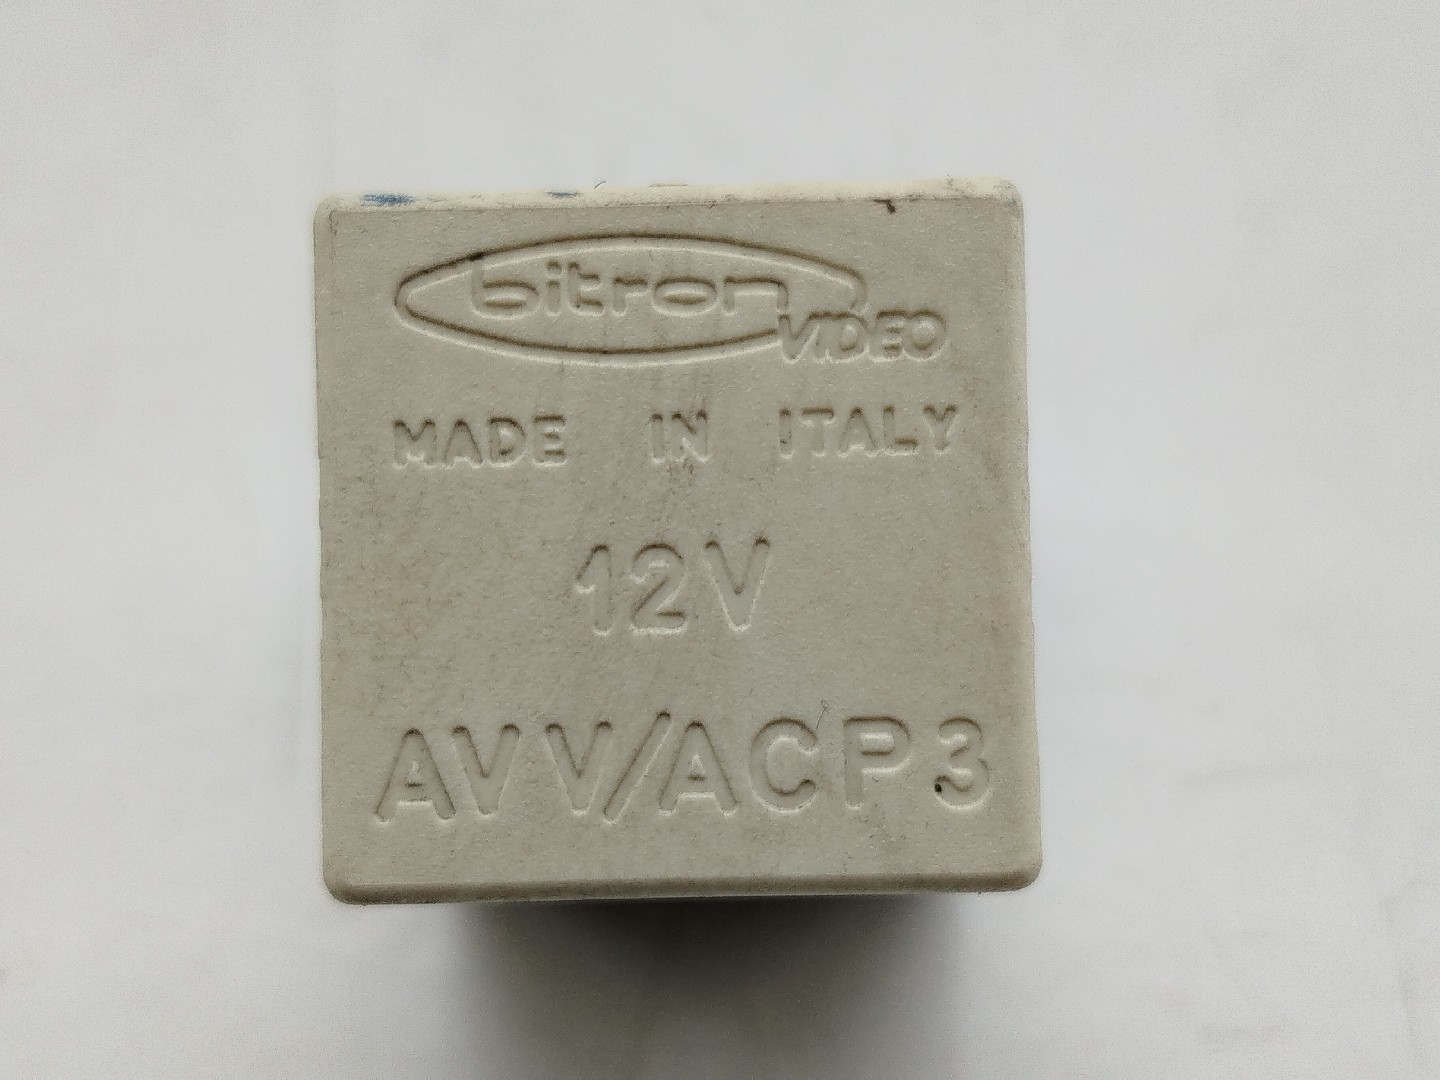 bitron VIDEO
MADE IN ITALY
12V
AVV/ACP3